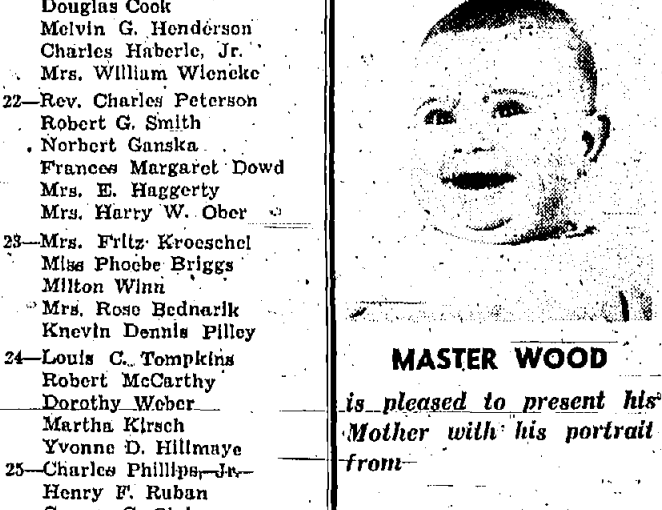 Douglas Cook
Melvin G. Henderson
Charles Haberle, Jr.
Mrs. William Wieneke
22—Rev. Charles Peterson
Robert G. Smith
Norbert Ganska
Frances Margaret Dowd
Mrs. E. Haggerty
Mrs. Harry W. Ober
23—Mrs. Fritz Kroeschel
Miss Phoebe Briggs
Milton Winn
Mrs. Rose Bednarik
Knevin Dennis Pilley
24—Louis C. Tompkins
Robert McCarthy
Dorothy Weber
Martha Kirsch
Yvonne D. Hillmaye
25—Charles Phillips, Jr.
Henry F. Ruban
MASTER WOOD
is pleased to present his
Mother with his portrait
from